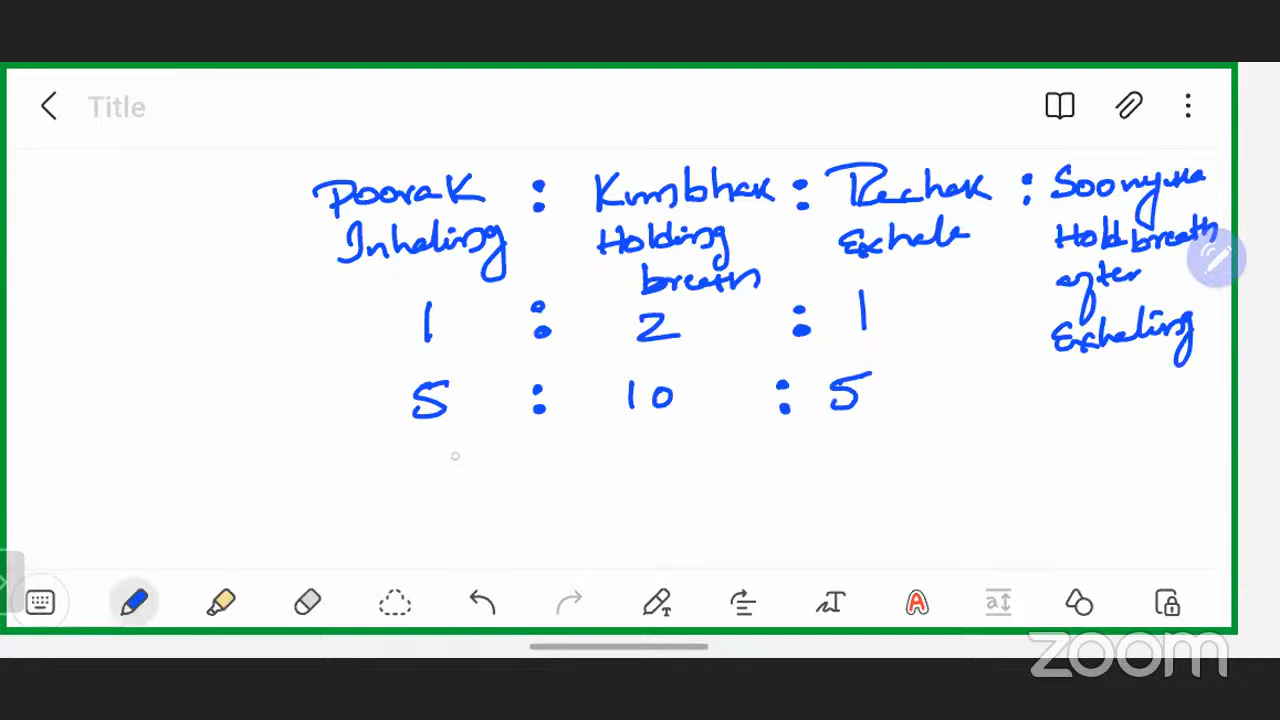 Title
Poorak : Kumbhak : Rechak : Soonyaka
Inhaling Holding breath Exhale Hold breath after Exhaling
1 : 2 : 1
5 : 10 : 5
zoom